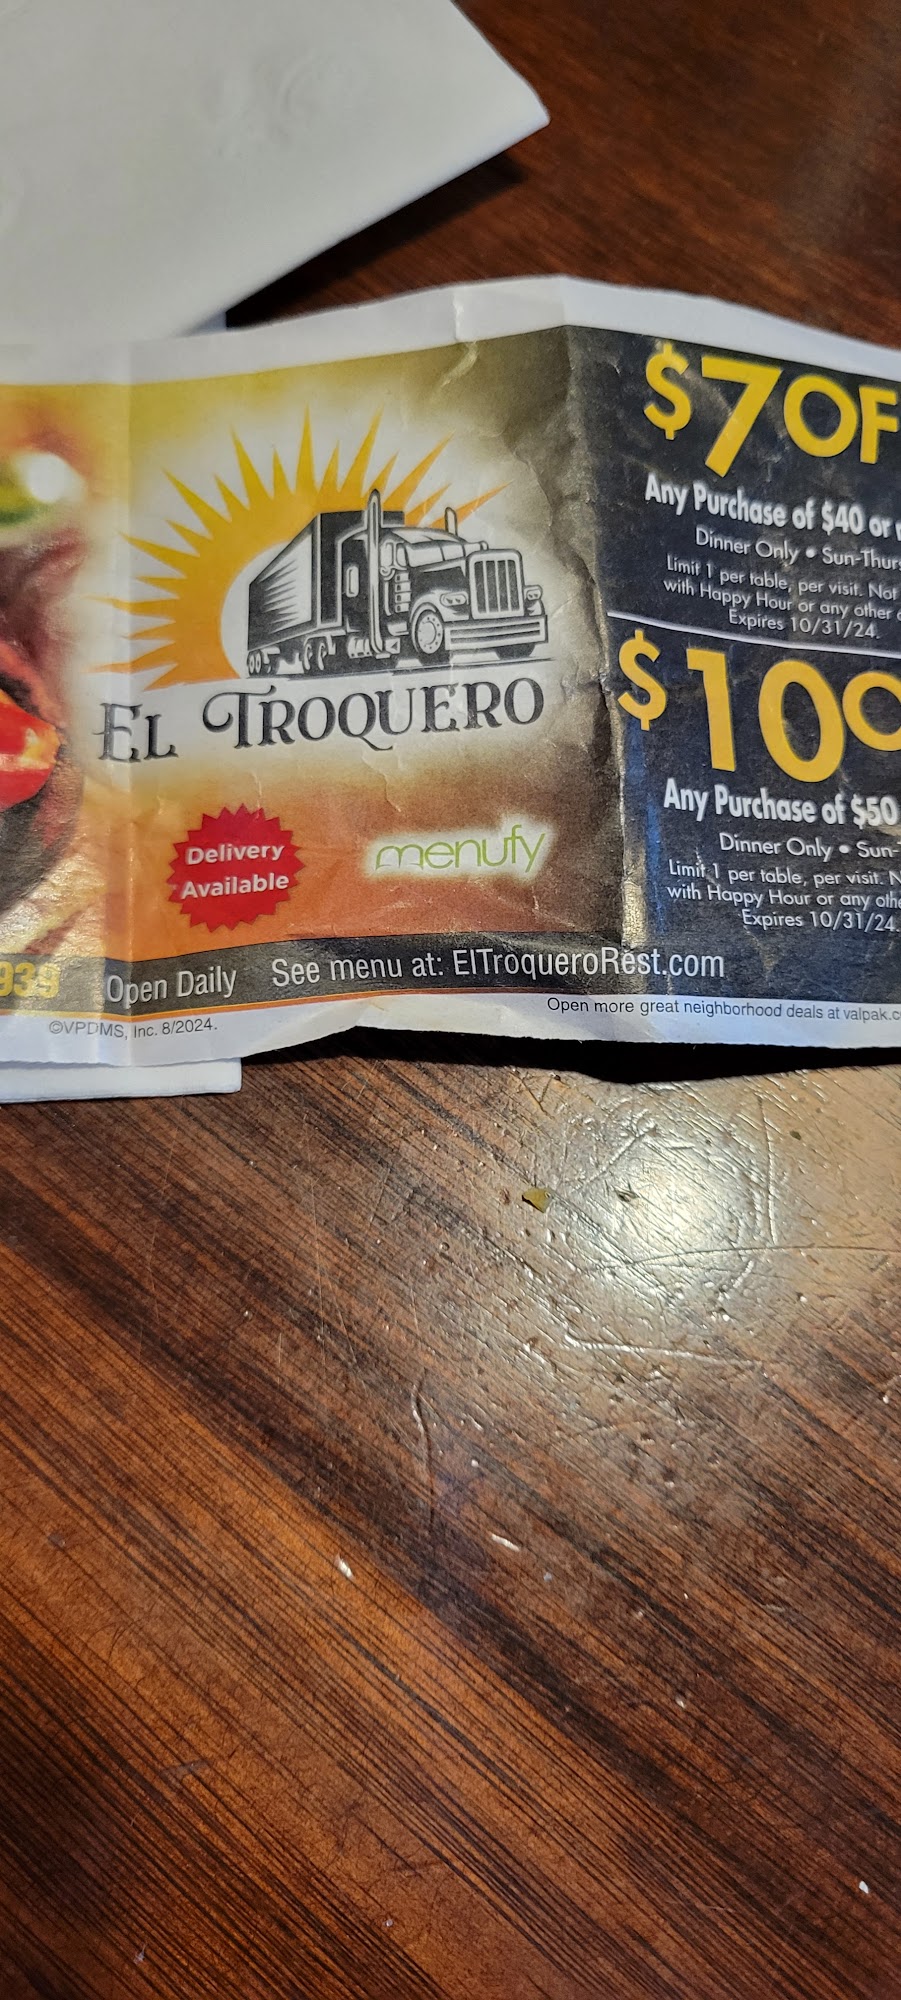 EL TROQUERO
Delivery
Available
menufy
939
Open Daily
See menu at: ElTroqueroRest.com
©VPDMS, Inc. 8/2024.
Open more great neighborhood deals at valpak.c
$7 OF
Any Purchase of $40 or
Dinner Only • Sun-Thurs
Limit 1 per table, per visit. Not
with Happy Hour or any other
Expires 10/31/24.
$10 O
Any Purchase of $50
Dinner Only • Sun-
Limit 1 per table, per visit. N
with Happy Hour or any othe
Expires 10/31/24.